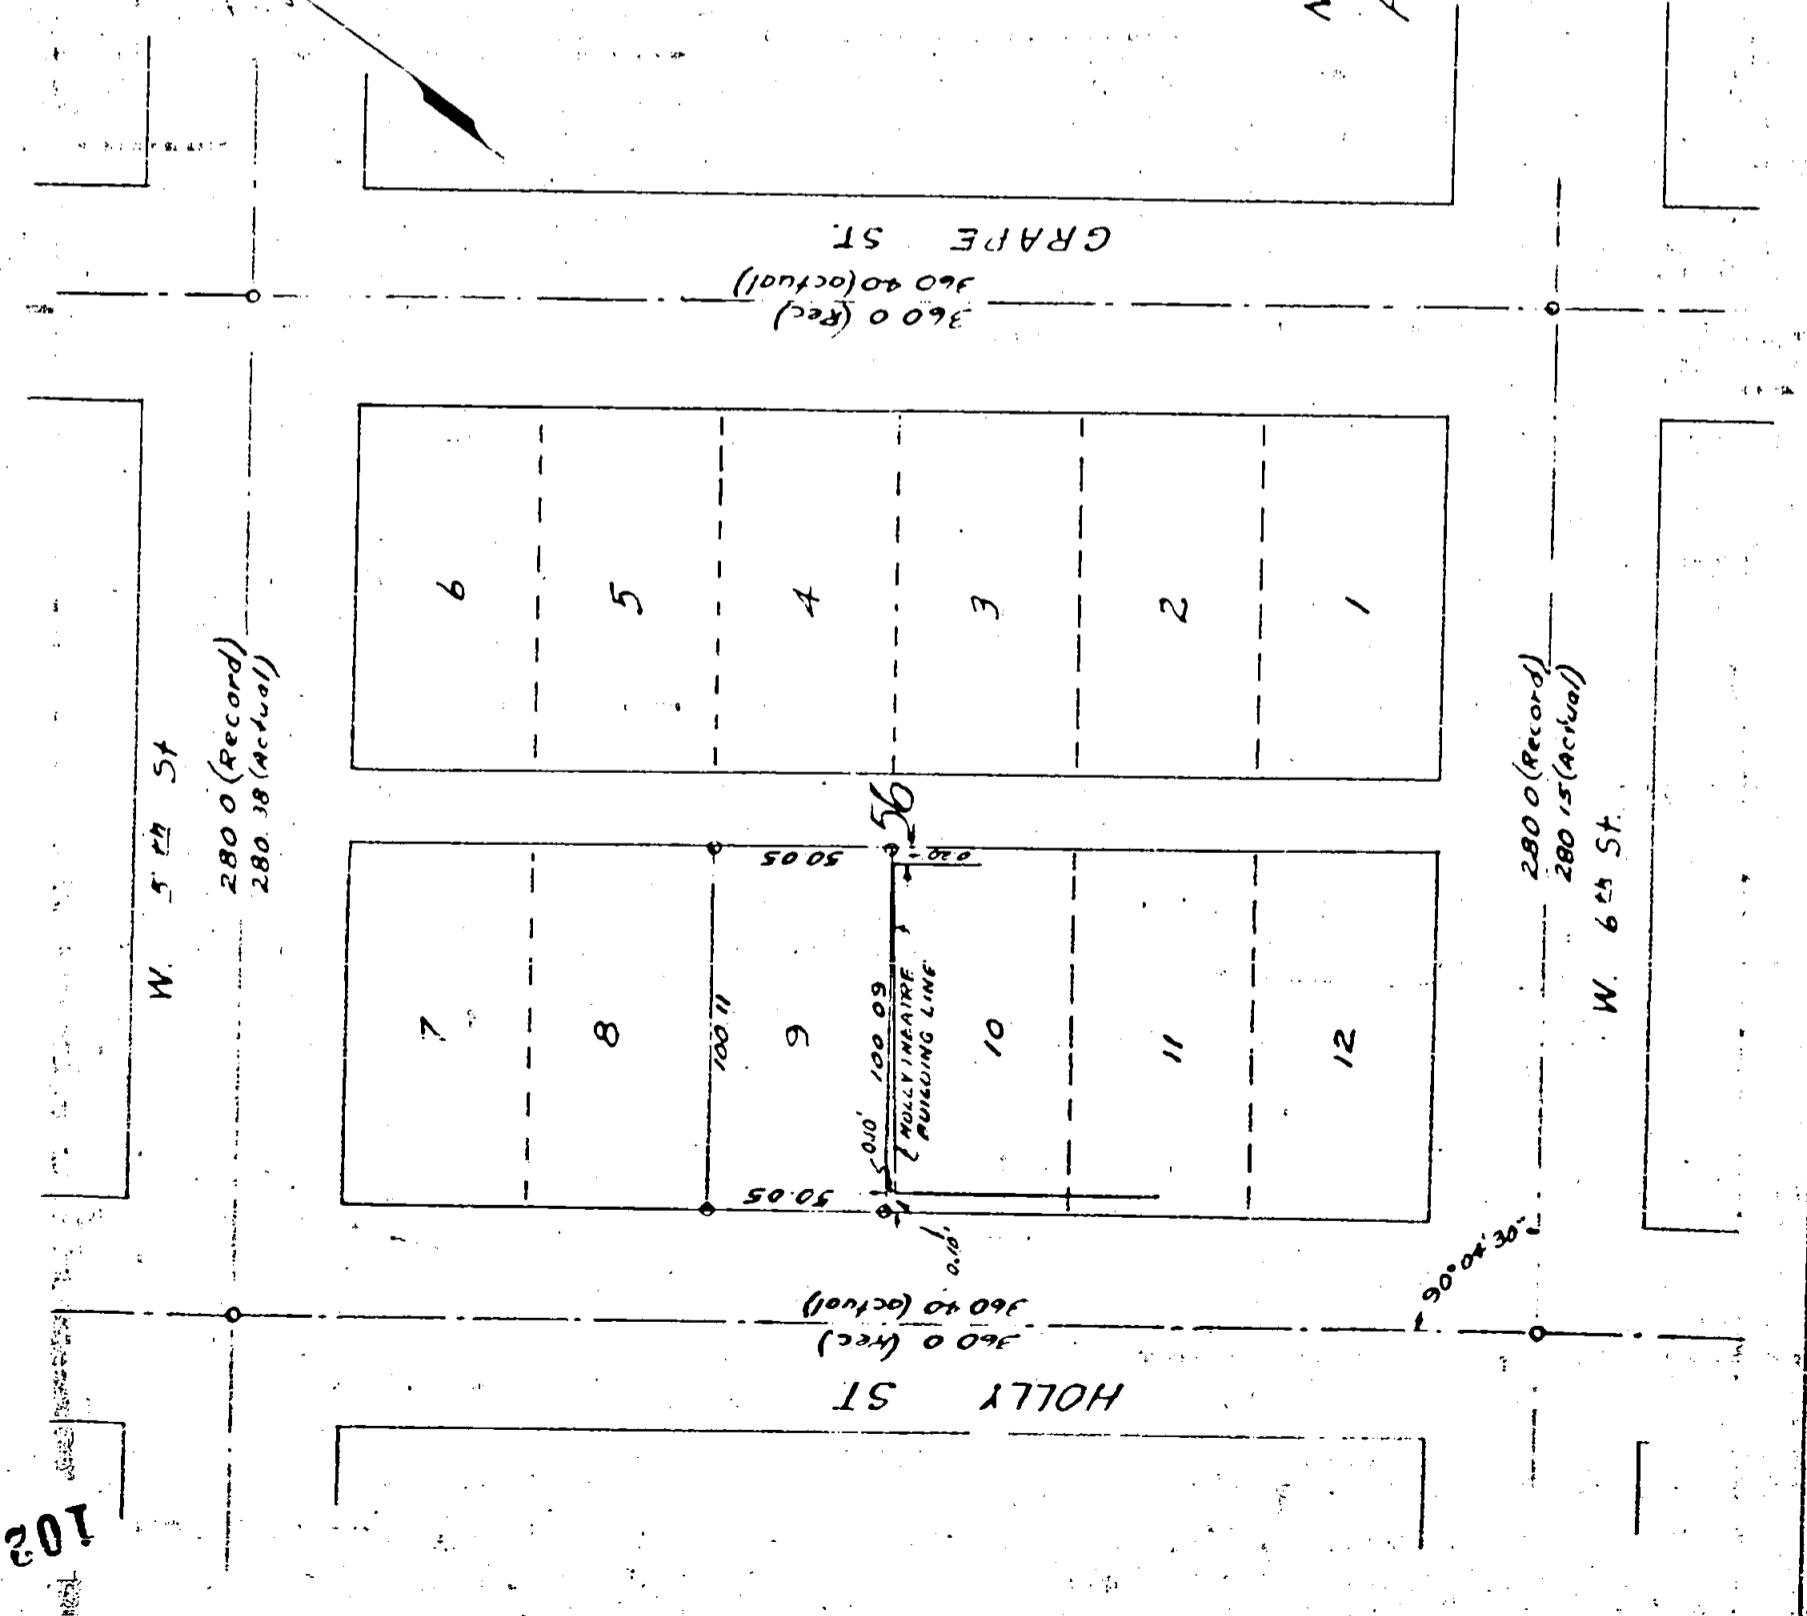 GRAPE ST.
360 40 (actual)
360 0 (Rec)
W. 5th St
280 0 (Record)
280.38 (Actual)
6
5
4
3
2
1
56
50 05
0.20
7
8
100 11
9
100 09
HOLLY THEATRE
BUILDING LINE
10
11
12
0.10'
50.05
0.10'
280 0 (Record)
280 15 (Actual)
W. 6th St.
90° 04' 30"
360 40 (actual)
360 0 (rec)
HOLLY ST
102